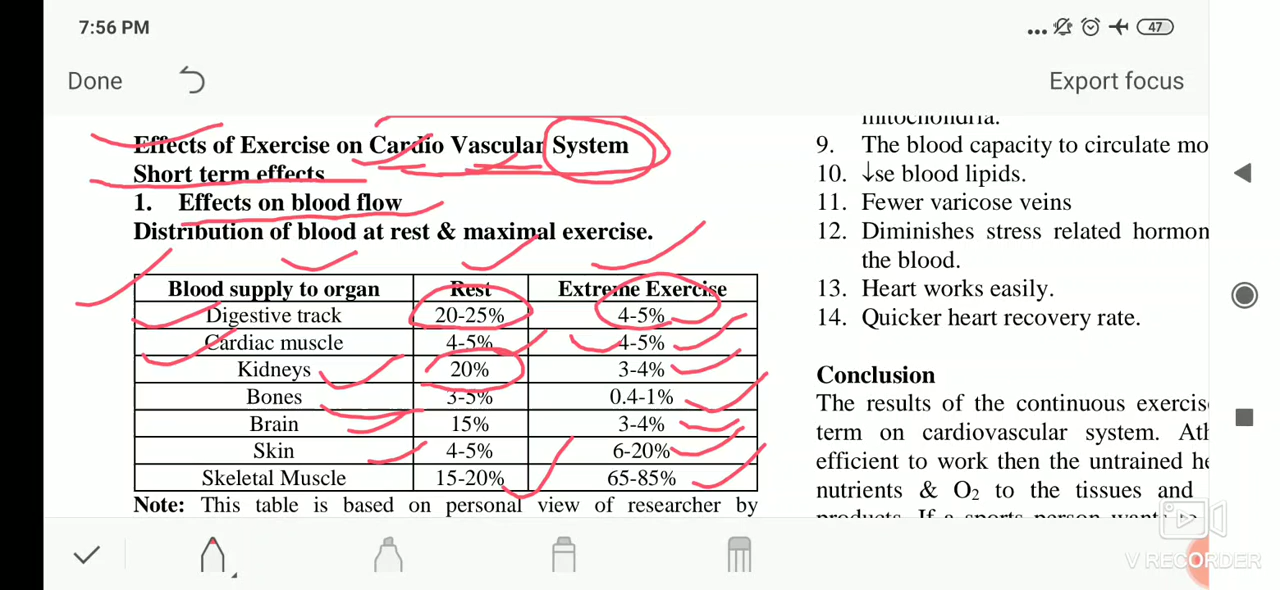 7:56 PM
47
Done
Export focus
Effects of Exercise on Cardio Vascular System
Short term effects
1. Effects on blood flow
Distribution of blood at rest & maximal exercise.
Blood supply to organ Rest Extreme Exercise
Digestive track 20-25% 4-5%
Cardiac muscle 4-5% 4-5%
Kidneys 20% 3-4%
Bones 3-5% 0.4-1%
Brain 15% 3-4%
Skin 4-5% 6-20%
Skeletal Muscle 15-20% 65-85%
Note: This table is based on personal view of researcher by
mitochondria.
9. The blood capacity to circulate mo
10. ↓se blood lipids.
11. Fewer varicose veins
12. Diminishes stress related hormon
the blood.
13. Heart works easily.
14. Quicker heart recovery rate.
Conclusion
The results of the continuous exercis
term on cardiovascular system. Ath
efficient to work then the untrained he
nutrients & O2 to the tissues and
products. If a sports person want
V RECORDER